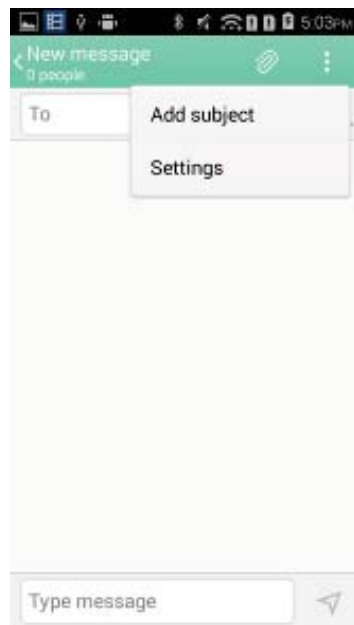 5:03PM
New message
0 people
To
Add subject
Settings
Type message